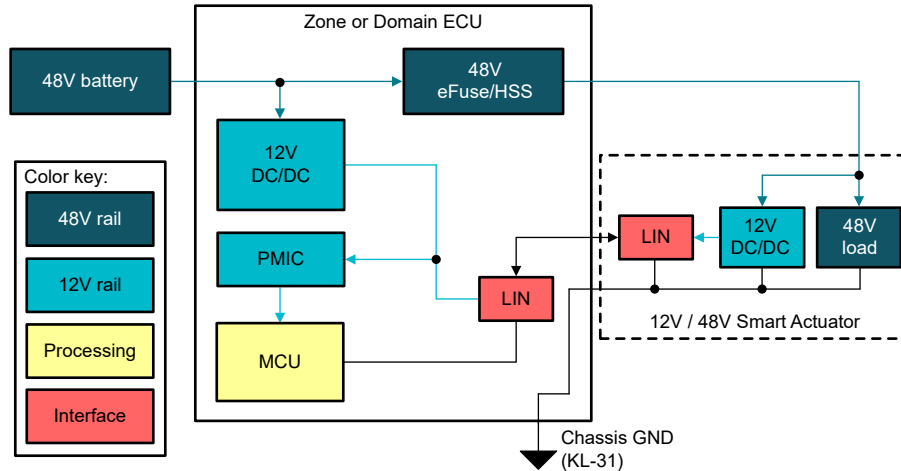 Zone or Domain ECU
48V battery
48V
eFuse/HSS
12V
DC/DC
Color key:
48V rail
12V rail
Processing
Interface
PMIC
LIN
MCU
LIN
12V
DC/DC
48V
load
12V / 48V Smart Actuator
Chassis GND
(KL-31)